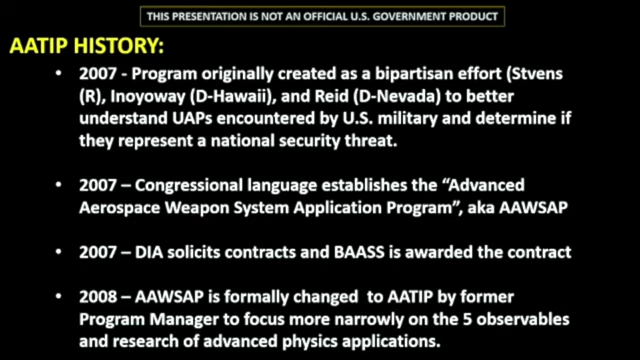 THIS PRESENTATION IS NOT AN OFFICIAL U.S. GOVERNMENT PRODUCT
AATIP HISTORY:
• 2007 - Program originally created as a bipartisan effort (Stvens
(R), Inoyoway (D-Hawaii), and Reid (D-Nevada) to better
understand UAPs encountered by U.S. military and determine if
they represent a national security threat.
• 2007 – Congressional language establishes the “Advanced
Aerospace Weapon System Application Program”, aka AAWSAP
• 2007 – DIA solicits contracts and BAASS is awarded the contract
• 2008 – AAWSAP is formally changed to AATIP by former
Program Manager to focus more narrowly on the 5 observables
and research of advanced physics applications.